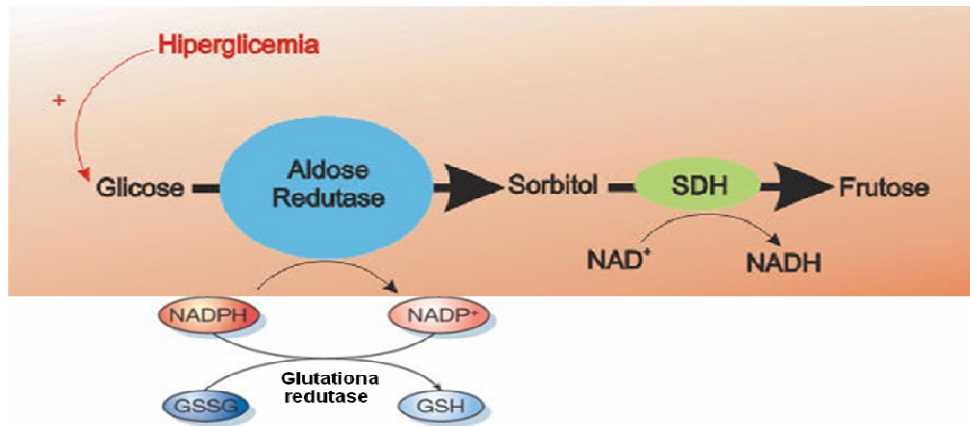 Hiperglicemia
+
Glicose
Aldose
Redutase
Sorbitol
SDH
Frutose
NAD⁺
NADH
NADPH
NADP⁺
Glutationa
redutase
GSSG
GSH